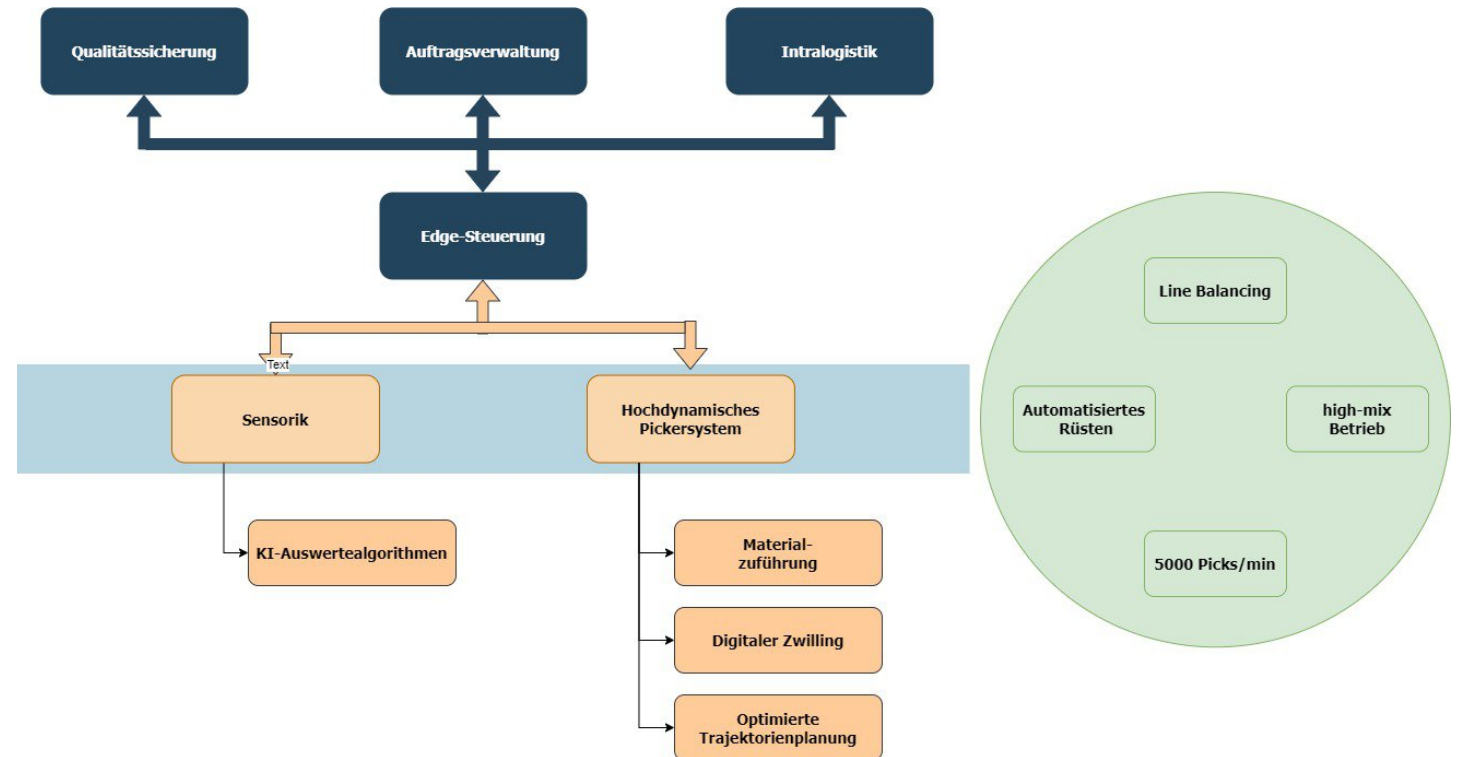 Qualitätssicherung
Auftragsverwaltung
Intralogistik
Edge-Steuerung
Text
Sensorik
Hochdynamisches
Pickersystem
KI-Auswertealgorithmen
Material-
zuführung
Digitaler Zwilling
Optimierte
Trajektorienplanung
Line Balancing
Automatisiertes
Rüsten
high-mix
Betrieb
5000 Picks/min